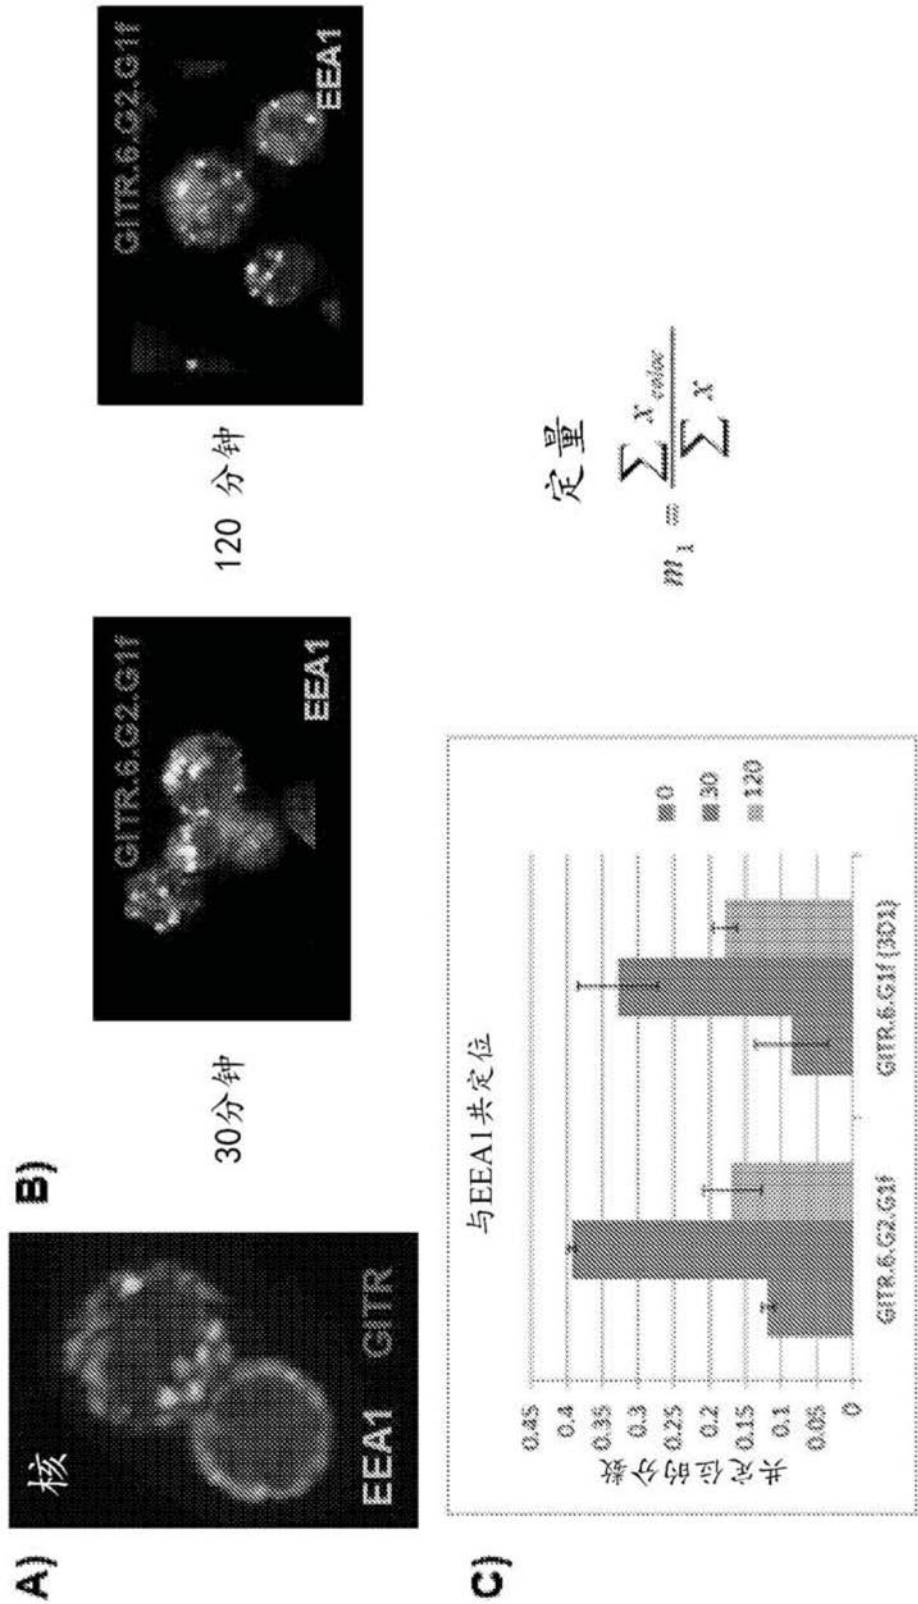 A)
核
EEA1 GITR
B)
30分钟
GITR.6.G2.G1f
EEA1
120 分钟
GITR.6.G2.G1f
EEA1
C)
与EEA1共定位
共定位的分数
0.45
0.4
0.35
0.3
0.25
0.2
0.15
0.1
0.05
0
GITR.6.G2.G1f
GITR.6.G1f (3D1)
0
30
120
定量
m₁ = ∑ x coloc / ∑ x